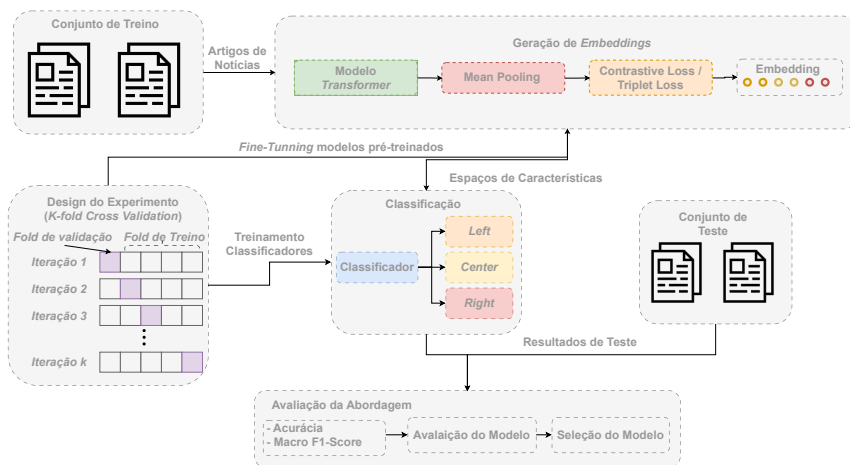 Conjunto de Treino
Artigos de
Notícias
Geração de Embeddings
Modelo
Transformer
Mean Pooling
Contrastive Loss /
Triplet Loss
Embedding
Fine-Tunning modelos pré-treinados
Espaços de Características
Design do Experimento
(K-fold Cross Validation)
Fold de validação
Fold de Treino
Iteração 1
Iteração 2
Iteração 3
Iteração k
Treinamento
Classificadores
Classificação
Classificador
Left
Center
Right
Conjunto de
Teste
Resultados de Teste
Avaliação da Abordagem
- Acurácia
- Macro F1-Score
Avalaição do Modelo
Seleção do Modelo